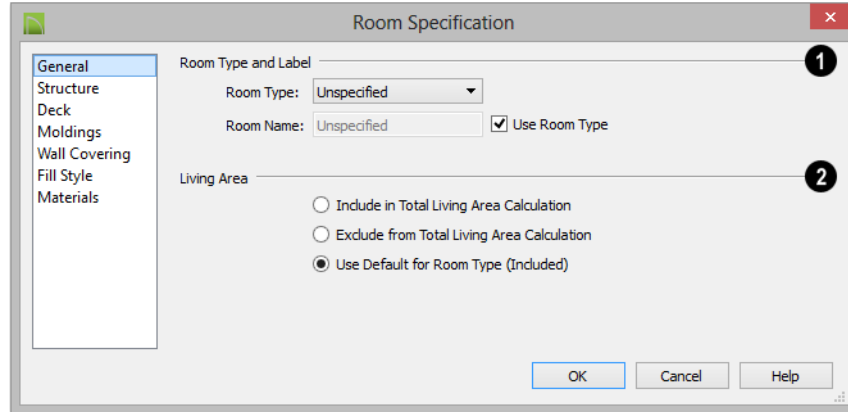 Room Specification
×
General
Structure
Deck
Moldings
Wall Covering
Fill Style
Materials
Room Type and Label 1
Room Type: Unspecified
Room Name: Unspecified Use Room Type
Living Area 2
Include in Total Living Area Calculation
Exclude from Total Living Area Calculation
Use Default for Room Type (Included)
OK Cancel Help